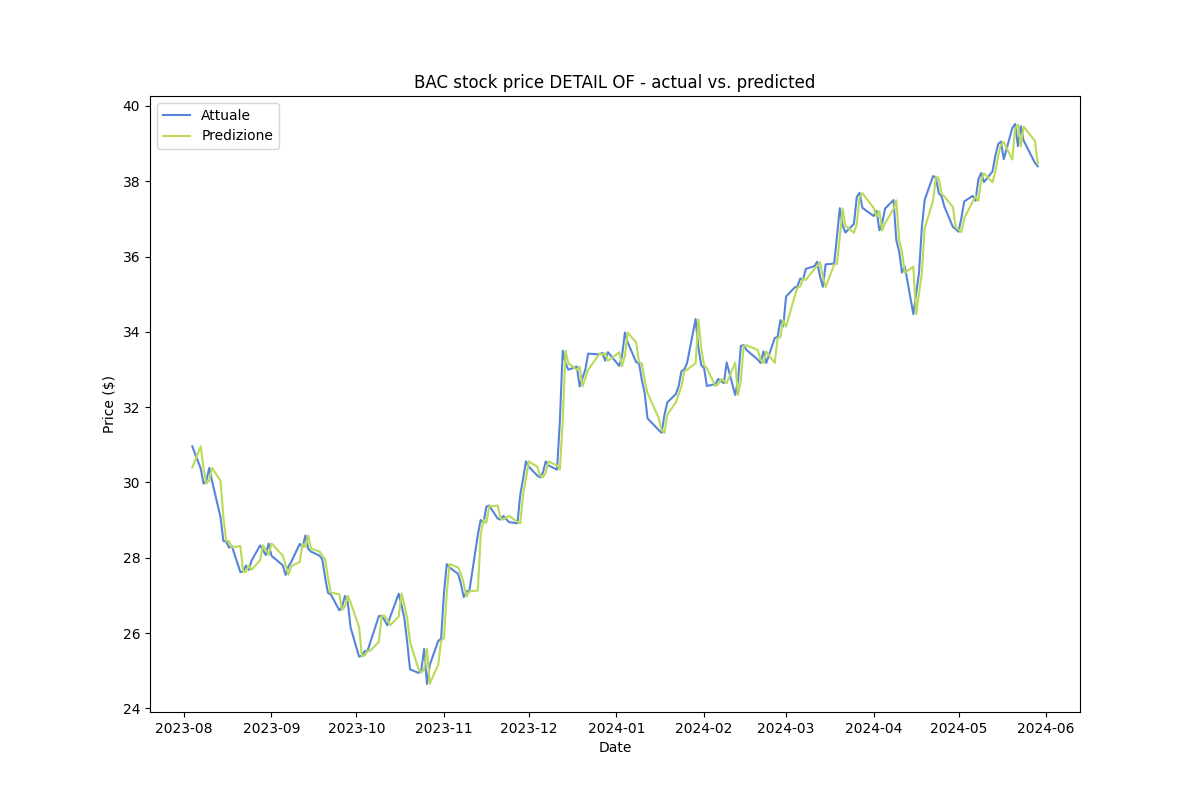 BAC stock price DETAIL OF - actual vs. predicted
Attuale
Predizione
Price ($)
40
38
36
34
32
30
28
26
24
2023-08 2023-09 2023-10 2023-11 2023-12 2024-01 2024-02 2024-03 2024-04 2024-05 2024-06
Date